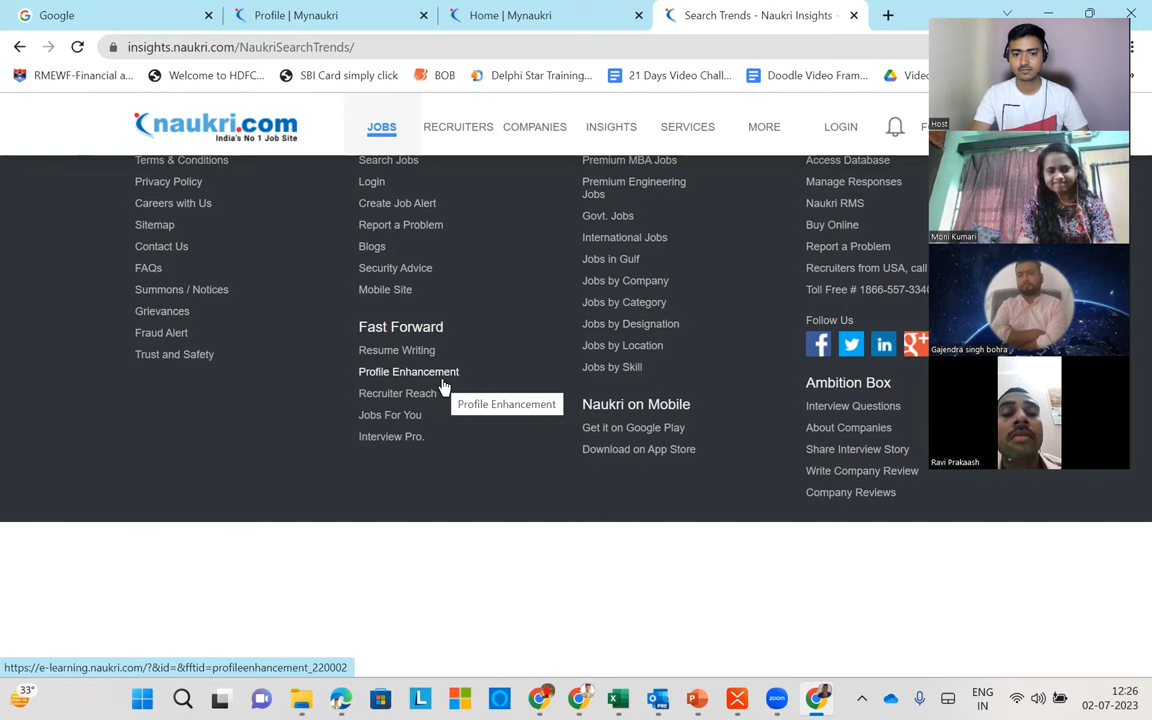 Google
Profile | Mynaukri
Home | Mynaukri
Search Trends - Naukri Insights -
insights.naukri.com/NaukriSearchTrends/
RMEWF-Financial a...
Welcome to HDFC...
SBI Card simply click
BOB
Delphi Star Training...
21 Days Video Chall...
Doodle Video Fram...
naukri.com
India's No 1 Job Site
JOBS
RECRUITERS
COMPANIES
INSIGHTS
SERVICES
MORE
LOGIN
Terms & Conditions
Privacy Policy
Careers with Us
Sitemap
Contact Us
FAQs
Summons / Notices
Grievances
Fraud Alert
Trust and Safety
Search Jobs
Login
Create Job Alert
Report a Problem
Blogs
Security Advice
Mobile Site
Fast Forward
Resume Writing
Profile Enhancement
Recruiter Reach
Jobs For You
Interview Pro.
Profile Enhancement
Premium MBA Jobs
Premium Engineering
Jobs
Govt. Jobs
International Jobs
Jobs in Gulf
Jobs by Company
Jobs by Category
Jobs by Designation
Jobs by Location
Jobs by Skill
Naukri on Mobile
Get it on Google Play
Download on App Store
Access Database
Manage Responses
Naukri RMS
Buy Online
Report a Problem
Recruiters from USA, call
Toll Free # 1866-557-3340
Follow Us
Ambition Box
Interview Questions
About Companies
Share Interview Story
Write Company Review
Company Reviews
Host
Moni Kumari
Gajendra singh bohra
Ravi Prakaash
https://e-learning.naukri.com/?&id=&fftid=profileenhancement_220002
33°
zoom
ENG
IN
12:26
02-07-2023